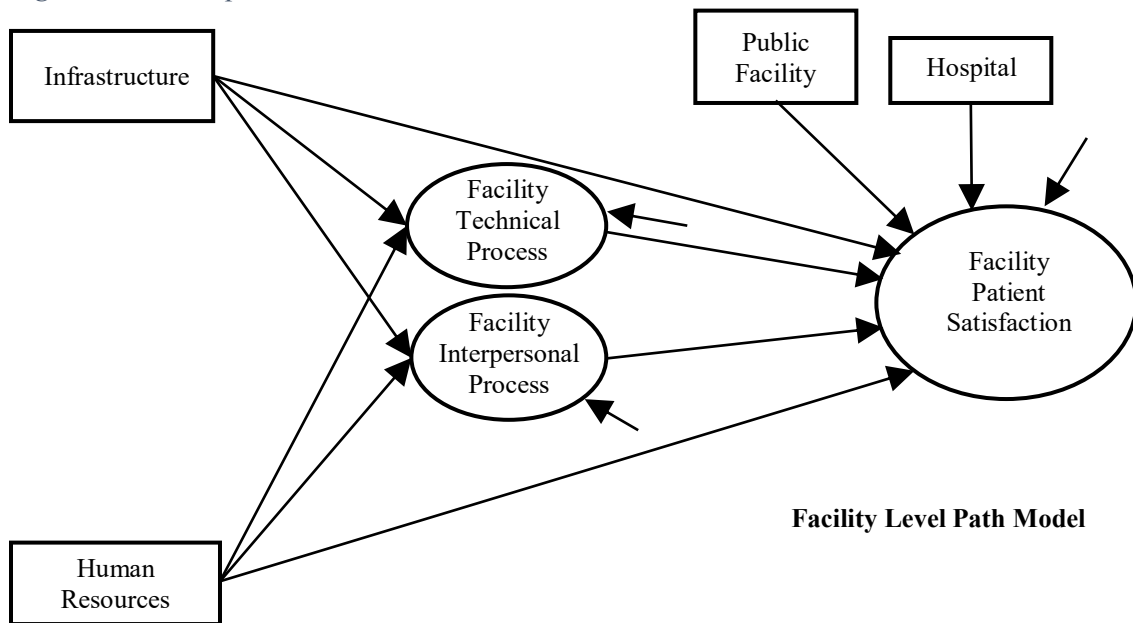 Infrastructure
Public
Facility
Hospital
Facility
Technical
Process
Facility
Interpersonal
Process
Facility
Patient
Satisfaction
Facility Level Path Model
Human
Resources